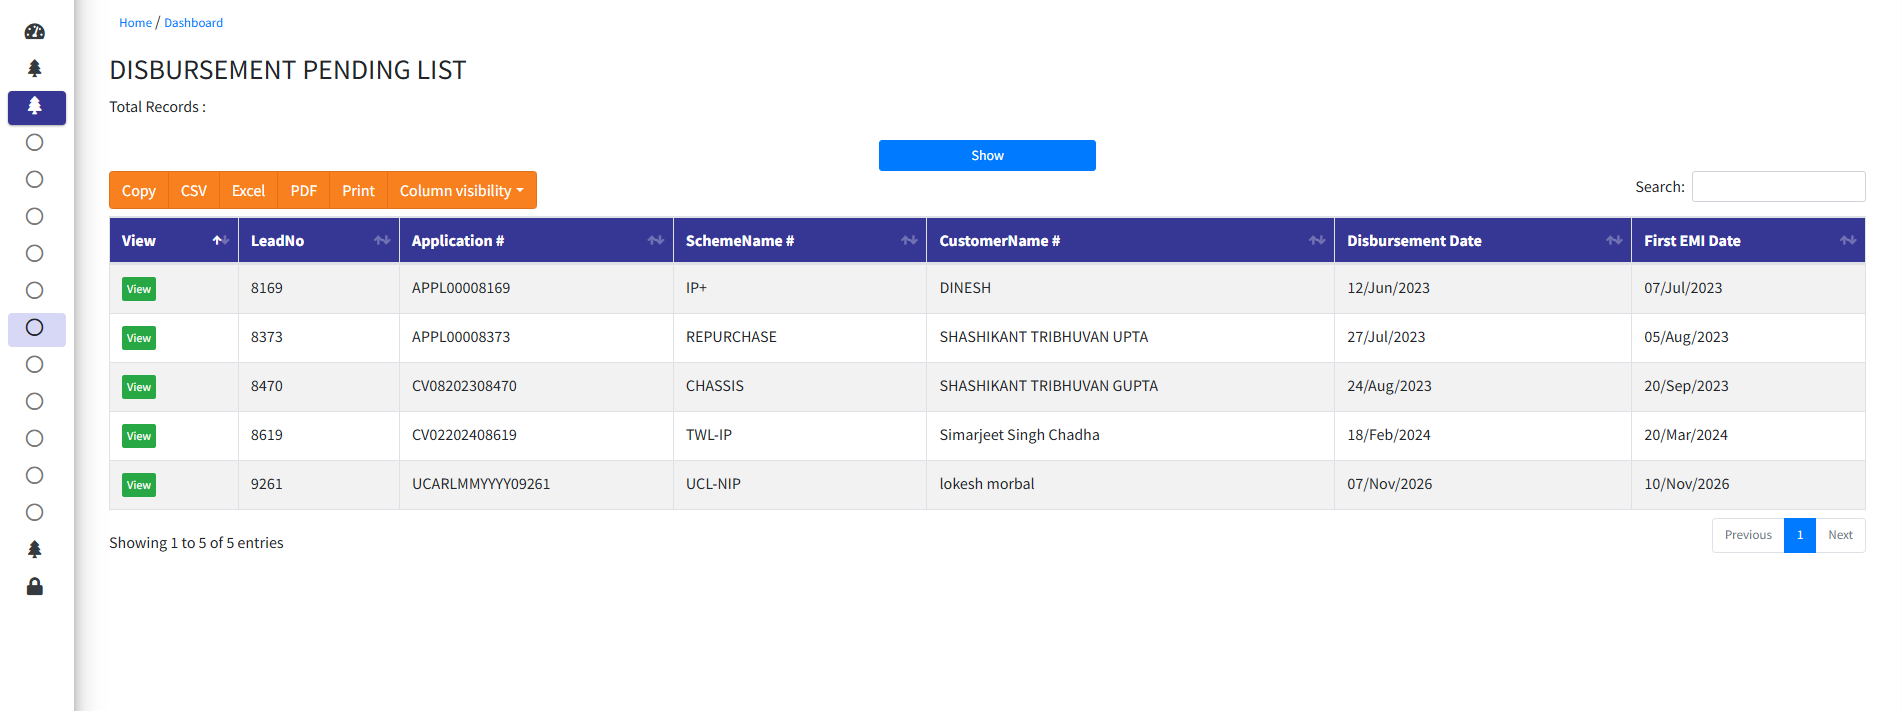 Home / Dashboard
DISBURSEMENT PENDING LIST
Total Records :
Show
Copy CSV Excel PDF Print Column visibility
Search:
View LeadNo Application # SchemeName # CustomerName # Disbursement Date First EMI Date
View 8169 APPL00008169 IP+ DINESH 12/Jun/2023 07/Jul/2023
View 8373 APPL00008373 REPURCHASE SHASHIKANT TRIBHUVAN UPTA 27/Jul/2023 05/Aug/2023
View 8470 CV08202308470 CHASSIS SHASHIKANT TRIBHUVAN GUPTA 24/Aug/2023 20/Sep/2023
View 8619 CV02202408619 TWL-IP Simarjeet Singh Chadha 18/Feb/2024 20/Mar/2024
View 9261 UCARLMMYYYY09261 UCL-NIP lokesh morbal 07/Nov/2026 10/Nov/2026
Showing 1 to 5 of 5 entries
Previous 1 Next